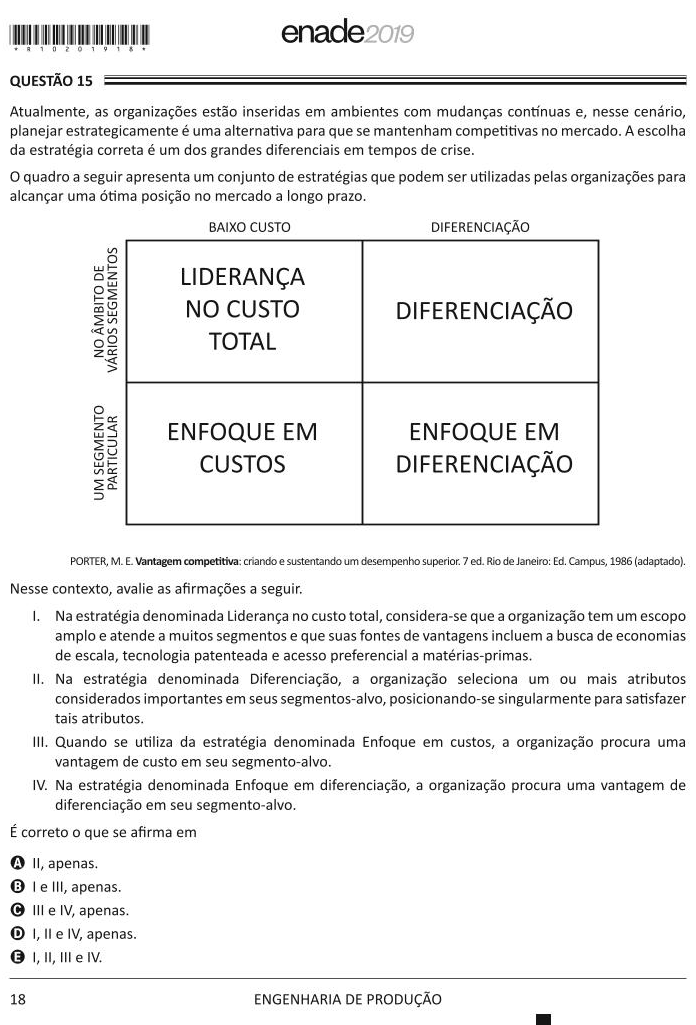 enade2019
*R10201918*
QUESTÃO 15
Atualmente, as organizações estão inseridas em ambientes com mudanças contínuas e, nesse cenário,
planejar estrategicamente é uma alternativa para que se mantenham competitivas no mercado. A escolha
da estratégia correta é um dos grandes diferenciais em tempos de crise.
O quadro a seguir apresenta um conjunto de estratégias que podem ser utilizadas pelas organizações para
alcançar uma ótima posição no mercado a longo prazo.
BAIXO CUSTO
DIFERENCIAÇÃO
NO ÂMBITO DE
VÁRIOS SEGMENTOS
LIDERANÇA
NO CUSTO
TOTAL
DIFERENCIAÇÃO
UM SEGMENTO
PARTICULAR
ENFOQUE EM
CUSTOS
ENFOQUE EM
DIFERENCIAÇÃO
PORTER, M. E. Vantagem competitiva: criando e sustentando um desempenho superior. 7 ed. Rio de Janeiro: Ed. Campus, 1986 (adaptado).
Nesse contexto, avalie as afirmações a seguir.
I. Na estratégia denominada Liderança no custo total, considera-se que a organização tem um escopo
amplo e atende a muitos segmentos e que suas fontes de vantagens incluem a busca de economias
de escala, tecnologia patenteada e acesso preferencial a matérias-primas.
II. Na estratégia denominada Diferenciação, a organização seleciona um ou mais atributos
considerados importantes em seus segmentos-alvo, posicionando-se singularmente para satisfazer
tais atributos.
III. Quando se utiliza da estratégia denominada Enfoque em custos, a organização procura uma
vantagem de custo em seu segmento-alvo.
IV. Na estratégia denominada Enfoque em diferenciação, a organização procura uma vantagem de
diferenciação em seu segmento-alvo.
É correto o que se afirma em
A II, apenas.
B I e III, apenas.
C III e IV, apenas.
D I, II e IV, apenas.
E I, II, III e IV.
18
ENGENHARIA DE PRODUÇÃO